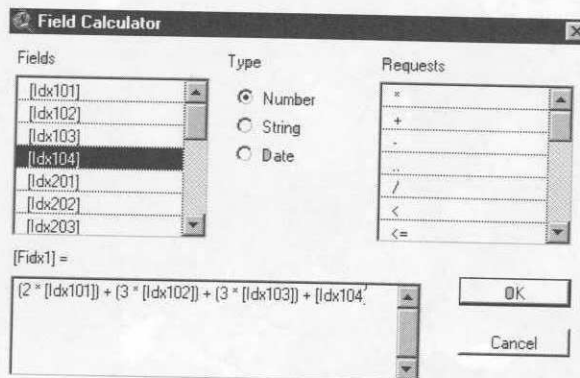 Field Calculator
Fields
Type
Requests
[Idx101]
[Idx102]
[Idx103]
[Idx104]
[Idx201]
[Idx202]
[Idx203]
Number
String
Date
*
+
-
..
/
<
<=
[Fidx1] =
(2 * [Idx101]) + (3 * [Idx102]) + (3 * [Idx103]) + [Idx104]
OK
Cancel